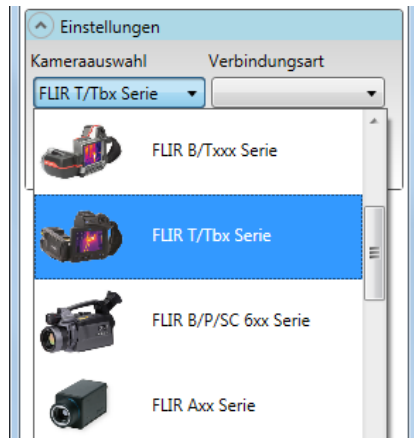 Einstellungen
Kameraauswahl Verbindungsart
FLIR T/Tbx Serie
FLIR B/Txxx Serie
FLIR T/Tbx Serie
FLIR B/P/SC 6xx Serie
FLIR Axx Serie